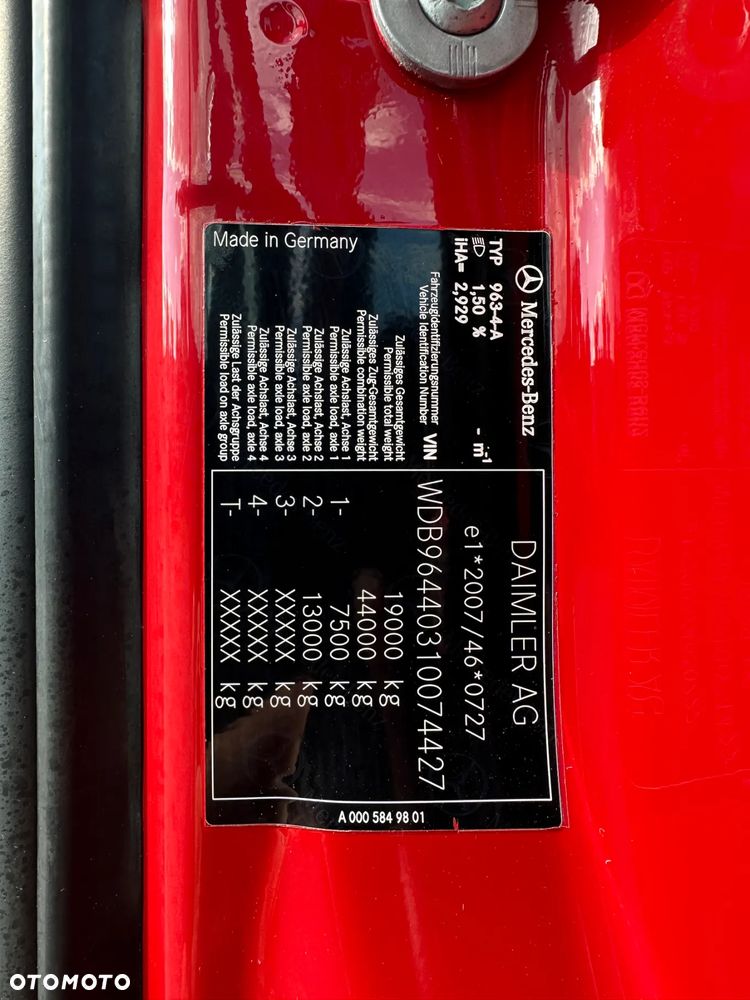 Mercedes-Benz
TYP 963-4-A
1,50 % - m-1
iHA= 2,929
DAIMLER AG
e1*2007/46*0727
Fahrzeugidentifizierungsnummer
Vehicle Identification Number VIN WDB96440310074427
Zulässiges Gesamtgewicht
Permissible total weight 19000 kg
Zulässiges Zug-Gesamtgewicht
Permissible combination weight 44000 kg
Zulässige Achslast, Achse 1
Permissible axle load, axle 1 1- 7500 kg
Zulässige Achslast, Achse 2
Permissible axle load, axle 2 2- 13000 kg
Zulässige Achslast, Achse 3
Permissible axle load, axle 3 3- XXXXX kg
Zulässige Achslast, Achse 4
Permissible axle load, axle 4 4- XXXXX kg
Zulässige Last der Achsgruppe
Permissible load on axle group T- XXXXX kg
Made in Germany
A 000 584 98 01
OTOMOTO